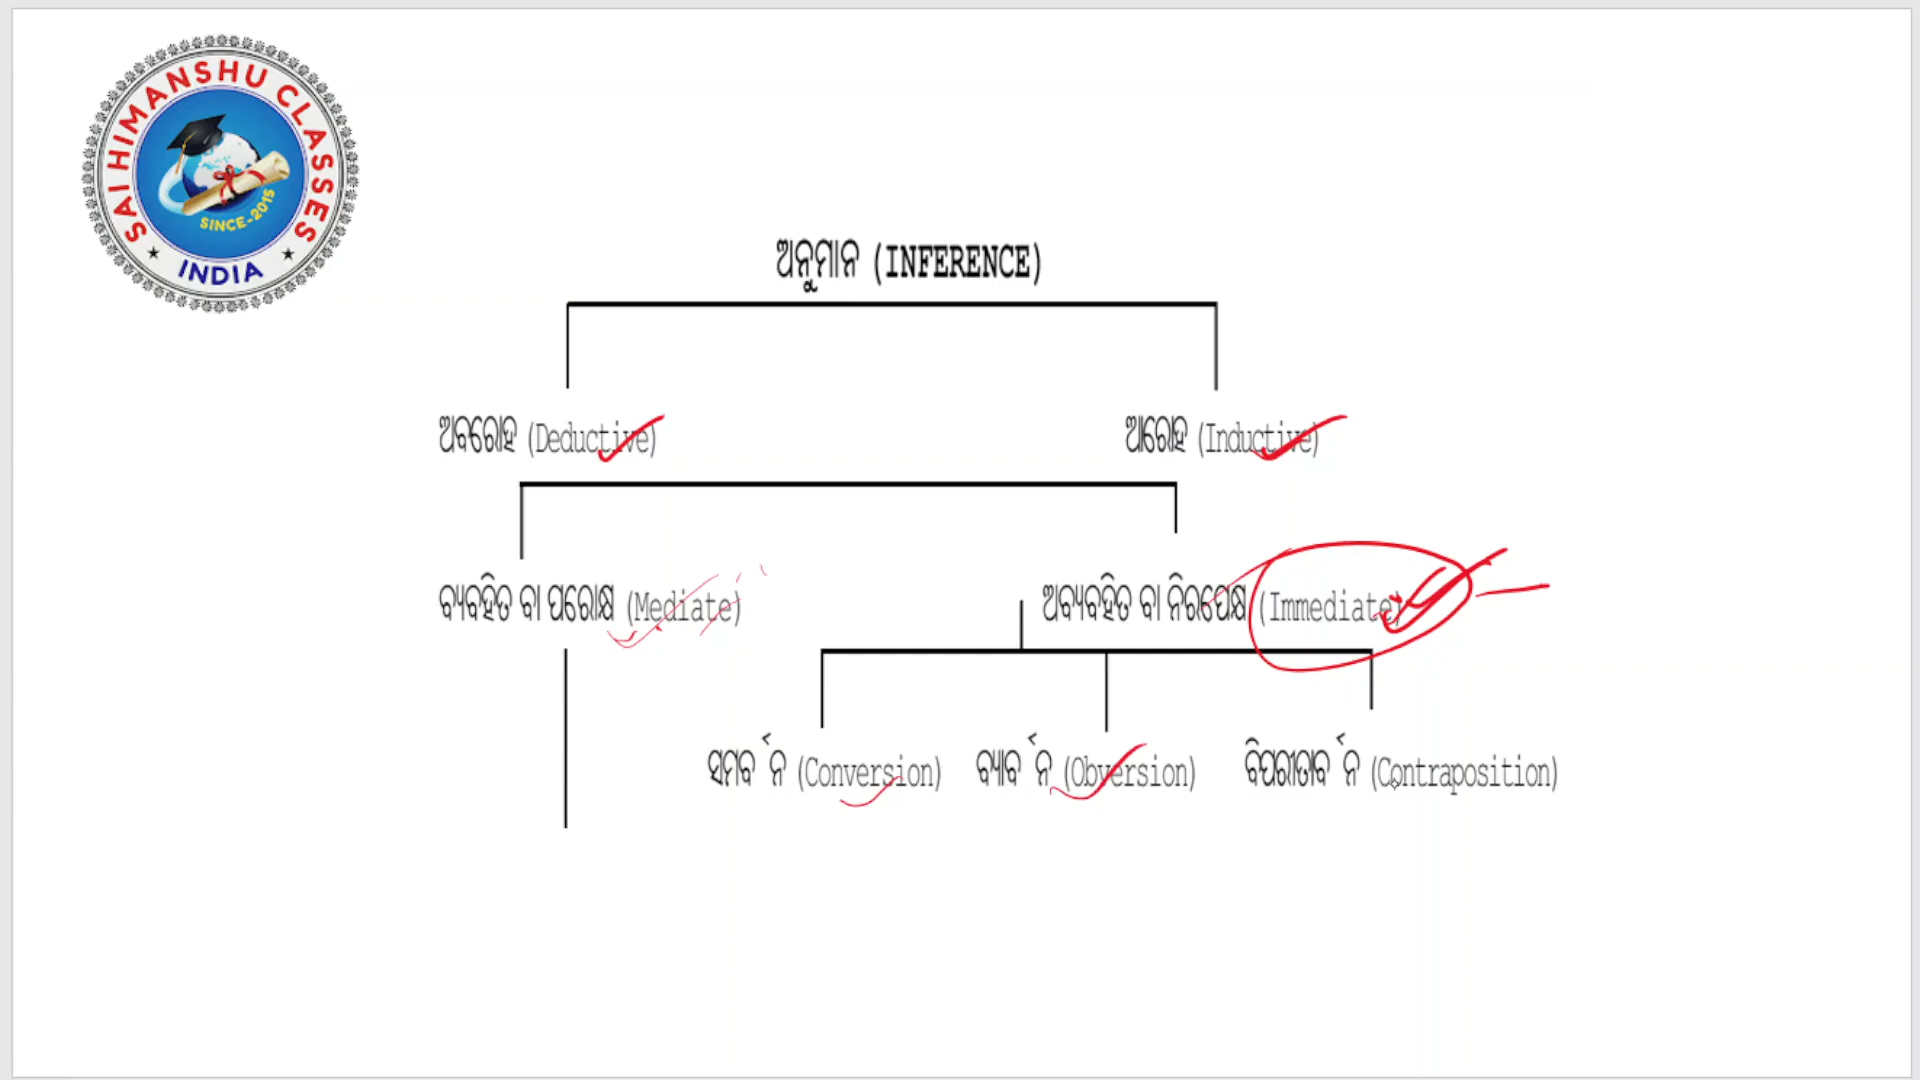 SAI HIMANSHU CLASSES
SINCE-2015
INDIA
ଅନୁମାନ (INFERENCE)
ଅବରୋହ (Deductive) ଆରୋହ (Inductive)
ବ୍ୟବହିତ ବା ପରୋକ୍ଷ (Mediate) ଅବ୍ୟବହିତ ବା ନିରପେକ୍ଷ (Immediate)
(Conversion) (Obversion) (Contraposition)